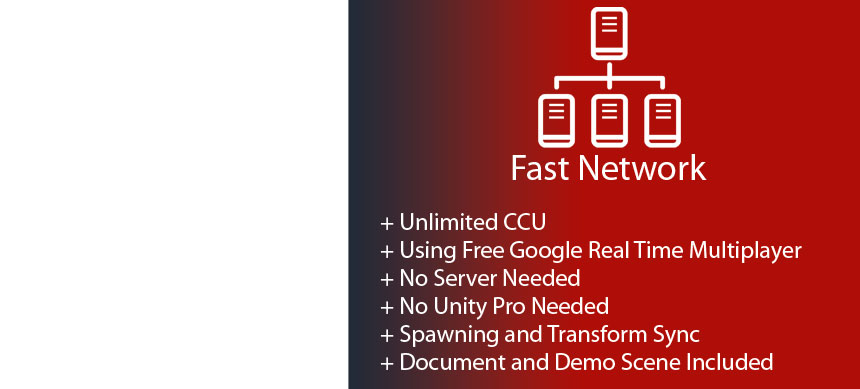 Fast Network
+ Unlimited CCU
+ Using Free Google Real Time Multiplayer
+ No Server Needed
+ No Unity Pro Needed
+ Spawning and Transform Sync
+ Document and Demo Scene Included